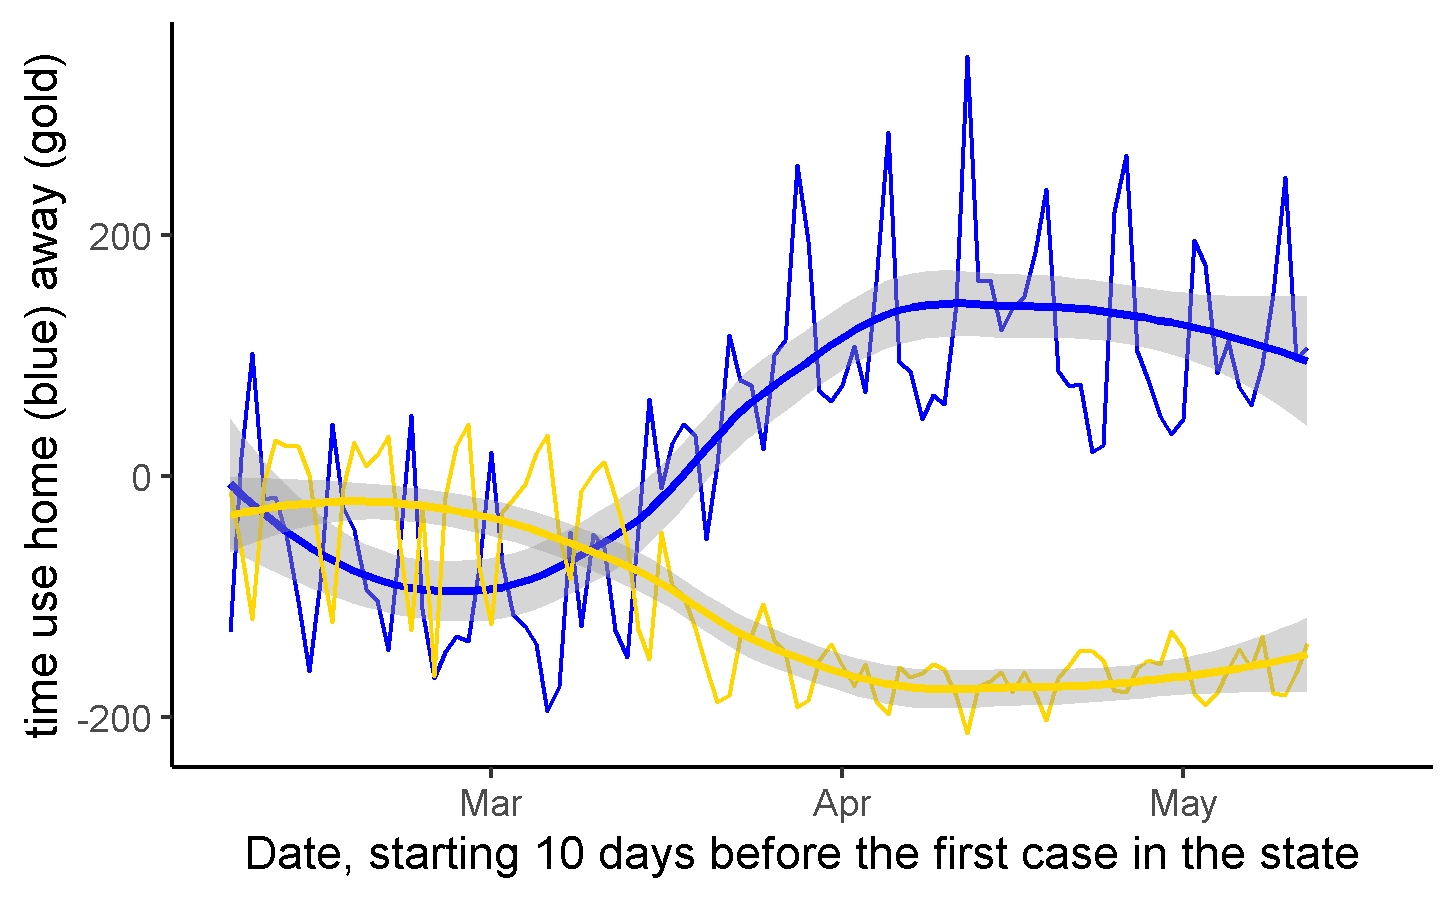 time use home (blue) away (gold)
200
0
-200
Mar Apr May
Date, starting 10 days before the first case in the state